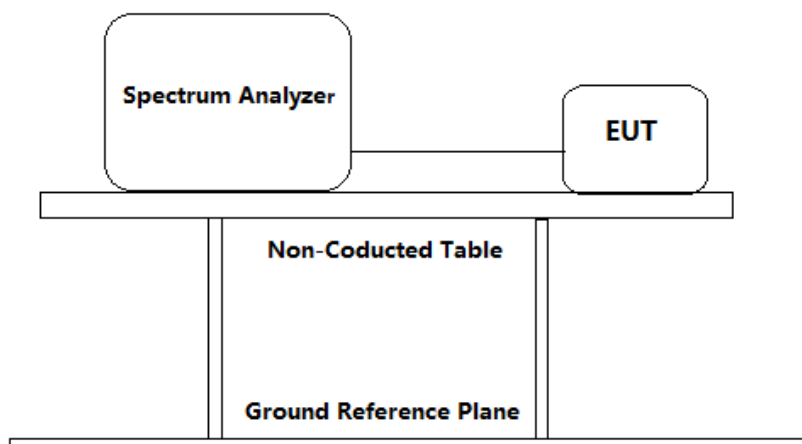 Spectrum Analyzer
EUT
Non-Coducted Table
Ground Reference Plane